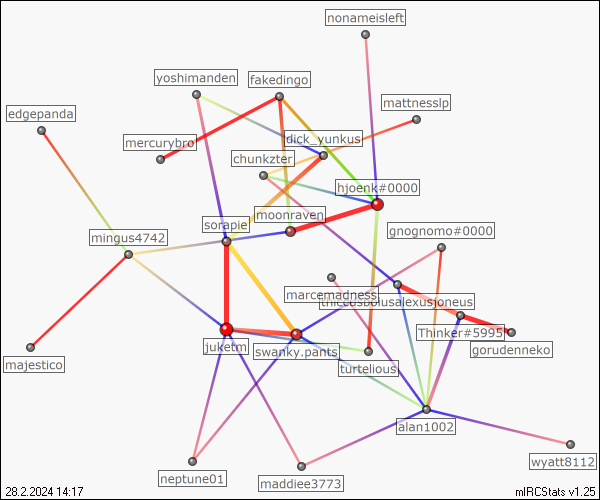 nonameisleft
yoshimanden
fakedingo
mattnesslp
edgepanda
mercurybro
dick_yunkus
chunkzter
hjoenk#0000
moonraven
sorapie
gnognomo#0000
mingus4742
marcemadness
Thinker#5995
juketm
swanky.pants
gorudenneko
majestico
turtelious
alan1002
wyatt8112
neptune01
maddiee3773
28.2.2024 14:17
mIRCStats v1.25